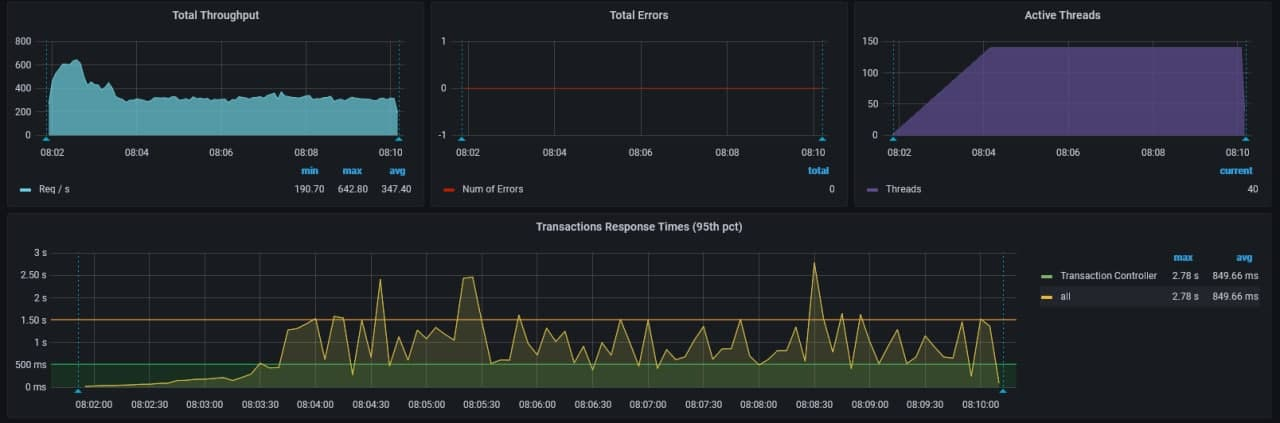 Total Throughput
800
600
400
200
0
08:02 08:04 08:06 08:08 08:10
min max avg
Req / s 190.70 642.80 347.40
Total Errors
1
0
-1
08:02 08:04 08:06 08:08 08:10
total
Num of Errors 0
Active Threads
150
100
50
0
08:02 08:04 08:06 08:08 08:10
current
Threads 40
Transactions Response Times (95th pct)
3 s
2.50 s
2 s
1.50 s
1 s
500 ms
0 ms
08:02:00 08:02:30 08:03:00 08:03:30 08:04:00 08:04:30 08:05:00 08:05:30 08:06:00 08:06:30 08:07:00 08:07:30 08:08:00 08:08:30 08:09:00 08:09:30 08:10:00
max avg
Transaction Controller 2.78 s 849.66 ms
all 2.78 s 849.66 ms